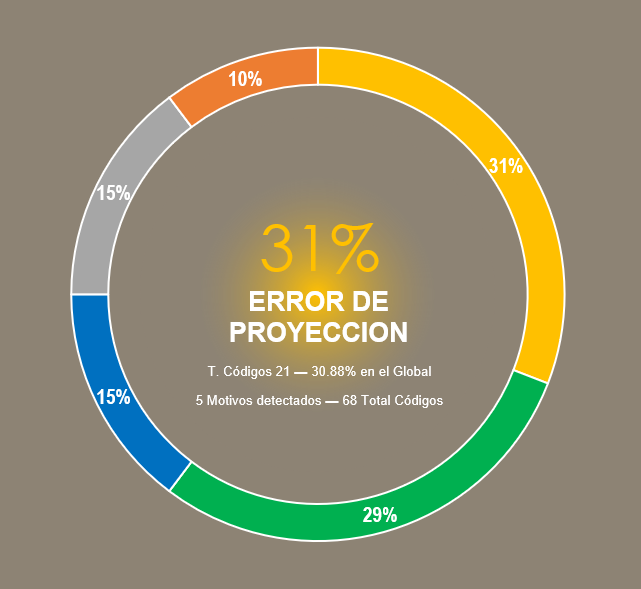 10%
31%
15%
31%
ERROR DE
PROYECCION
T. Códigos 21 — 30.88% en el Global
15%
5 Motivos detectados — 68 Total Códigos
29%